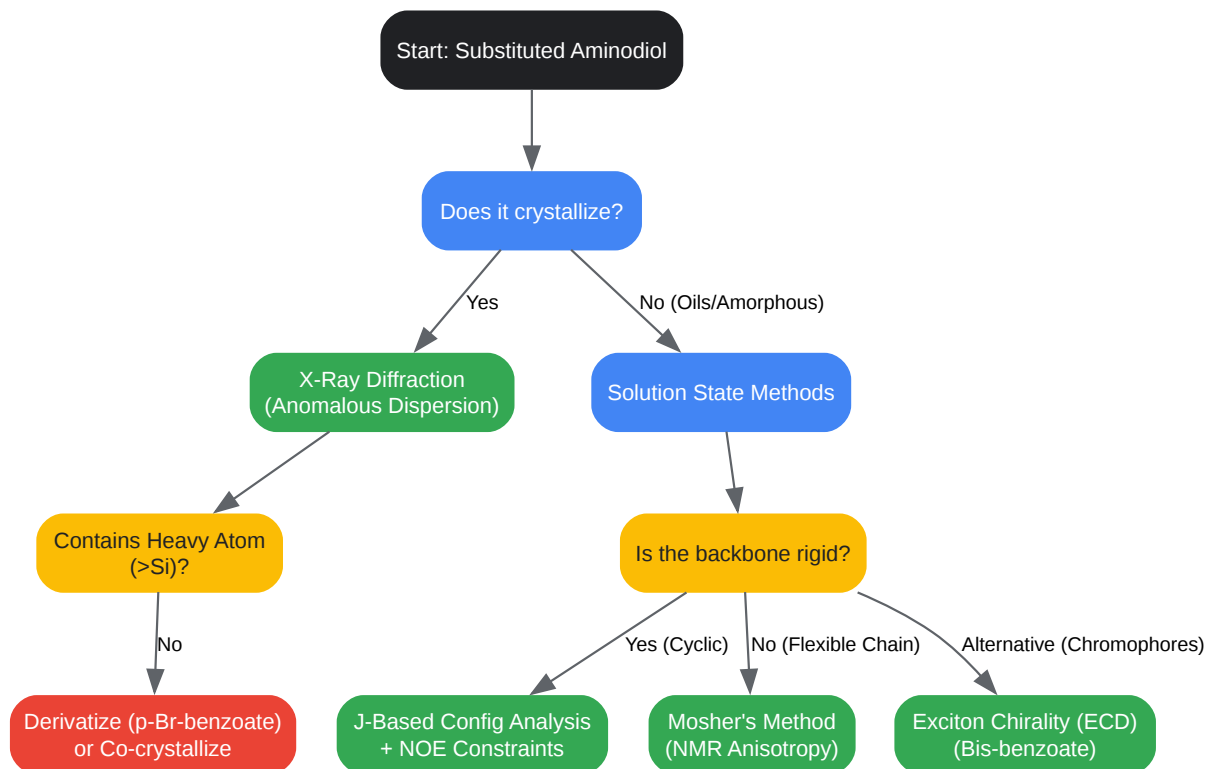 Start: Substituted Aminodiol
Does it crystallize?
Yes
No (Oils/Amorphous)
X-Ray Diffraction
(Anomalous Dispersion)
Solution State Methods
Contains Heavy Atom
(>Si)?
Is the backbone rigid?
No
Yes (Cyclic)
No (Flexible Chain)
Alternative (Chromophores)
Derivatize (p-Br-benzoate)
or Co-crystallize
J-Based Config Analysis
+ NOE Constraints
Mosher's Method
(NMR Anisotropy)
Exciton Chirality (ECD)
(Bis-benzoate)